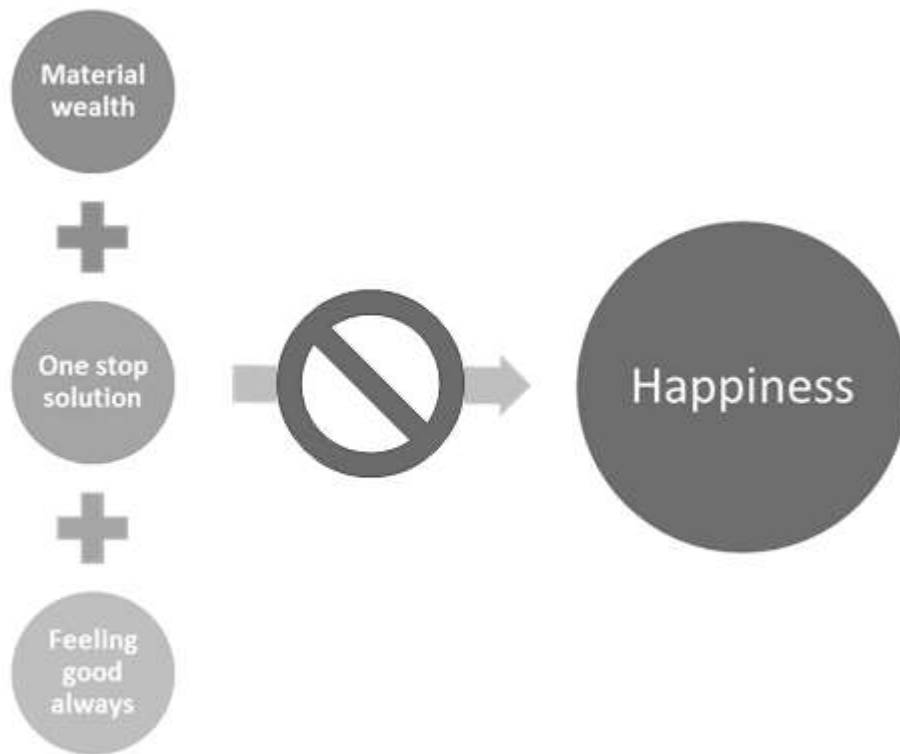 Material
wealth
One stop
solution
Happiness
Feeling
good
always